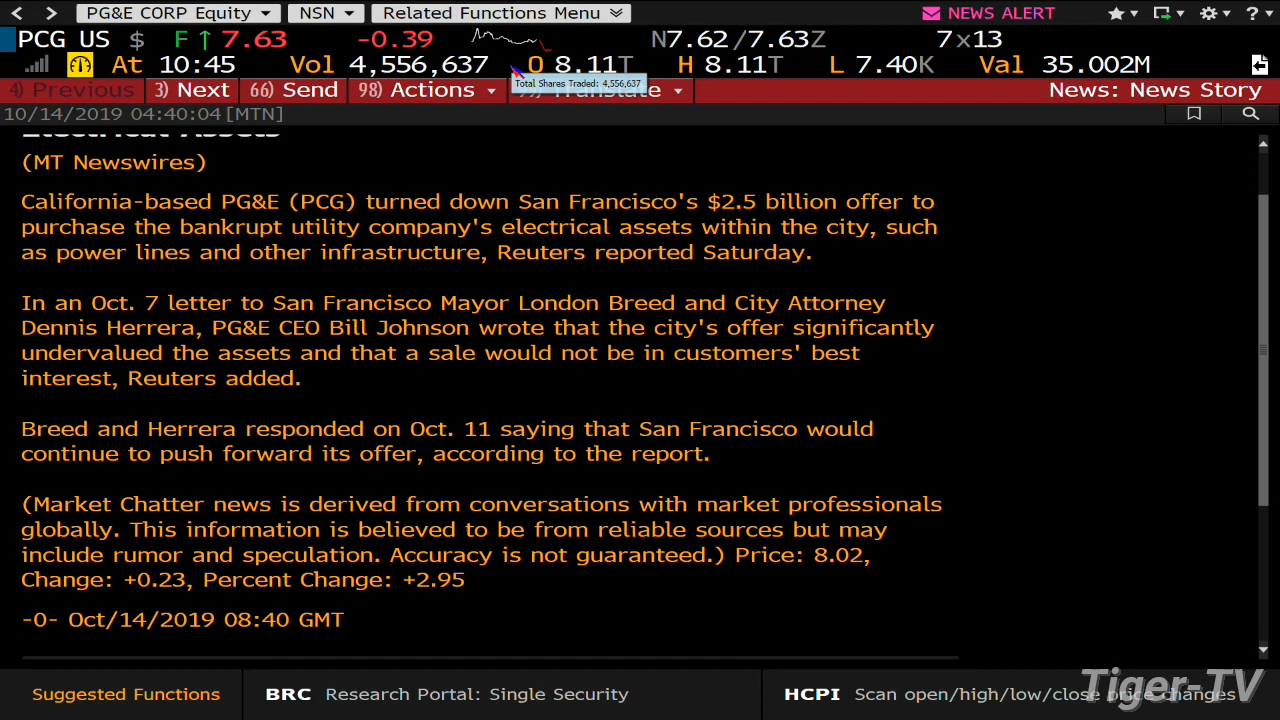 PG&E CORP Equity NSN Related Functions Menu NEWS ALERT
PCG US $ F ↑ 7.63 -0.39 N7.62 /7.63Z 7x13
At 10:45 Vol 4,556,637 O 8.11T H 8.11T L 7.40K Val 35.002M
Total Shares Traded: 4,556,637
4) Previous 3) Next 66) Send 98) Actions News: News Story
10/14/2019 04:40:04 [MTN]
Electrical Assets
(MT Newswires)
California-based PG&E (PCG) turned down San Francisco's $2.5 billion offer to
purchase the bankrupt utility company's electrical assets within the city, such
as power lines and other infrastructure, Reuters reported Saturday.
In an Oct. 7 letter to San Francisco Mayor London Breed and City Attorney
Dennis Herrera, PG&E CEO Bill Johnson wrote that the city's offer significantly
undervalued the assets and that a sale would not be in customers' best
interest, Reuters added.
Breed and Herrera responded on Oct. 11 saying that San Francisco would
continue to push forward its offer, according to the report.
(Market Chatter news is derived from conversations with market professionals
globally. This information is believed to be from reliable sources but may
include rumor and speculation. Accuracy is not guaranteed.) Price: 8.02,
Change: +0.23, Percent Change: +2.95
-0- Oct/14/2019 08:40 GMT
Suggested Functions BRC Research Portal: Single Security HCPI Scan open/high/low/close price changes
Tiger-TV